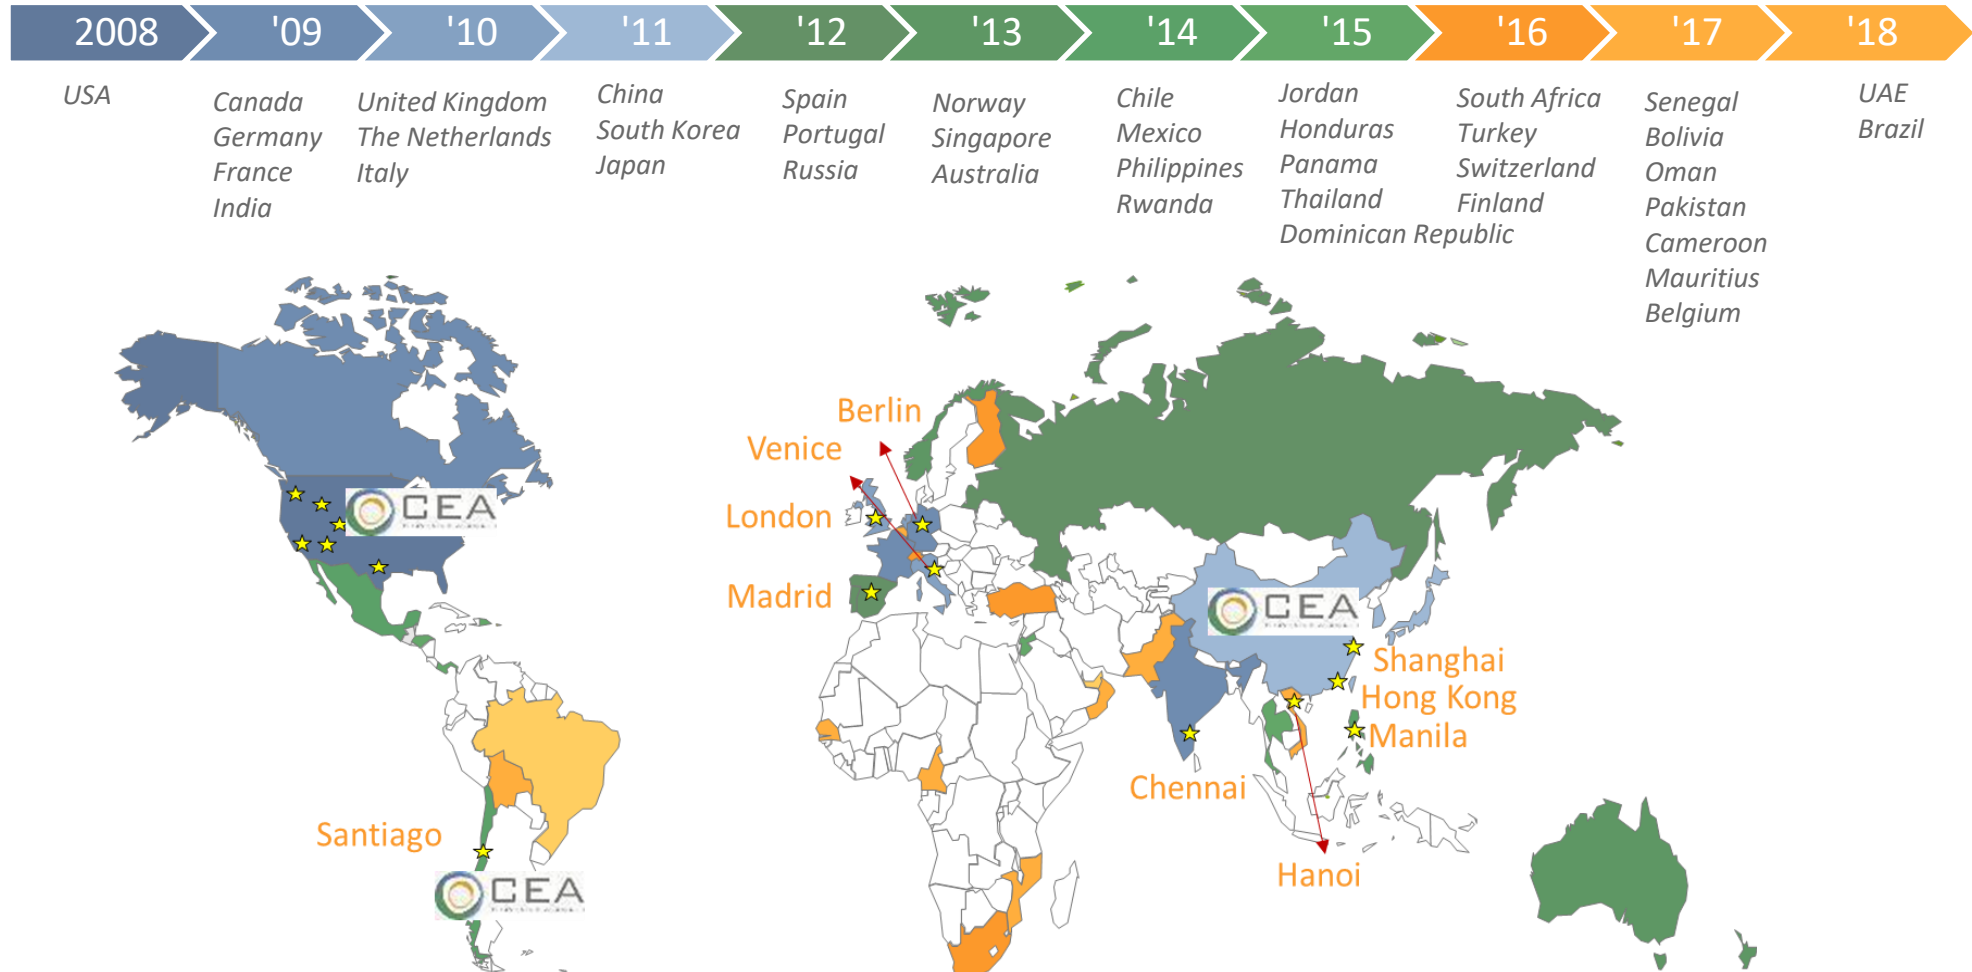 2008 '09 '10 '11 '12 '13 '14 '15 '16 '17 '18
USA
Canada
Germany
France
India
United Kingdom
The Netherlands
Italy
China
South Korea
Japan
Spain
Portugal
Russia
Norway
Singapore
Australia
Chile
Mexico
Philippines
Rwanda
Jordan
Honduras
Panama
Thailand
Dominican Republic
South Africa
Turkey
Switzerland
Finland
Senegal
Bolivia
Oman
Pakistan
Cameroon
Mauritius
Belgium
UAE
Brazil
Berlin
Venice
CEA
London
Madrid
CEA
Shanghai
Hong Kong
Manila
Chennai
Santiago
Hanoi
CEA